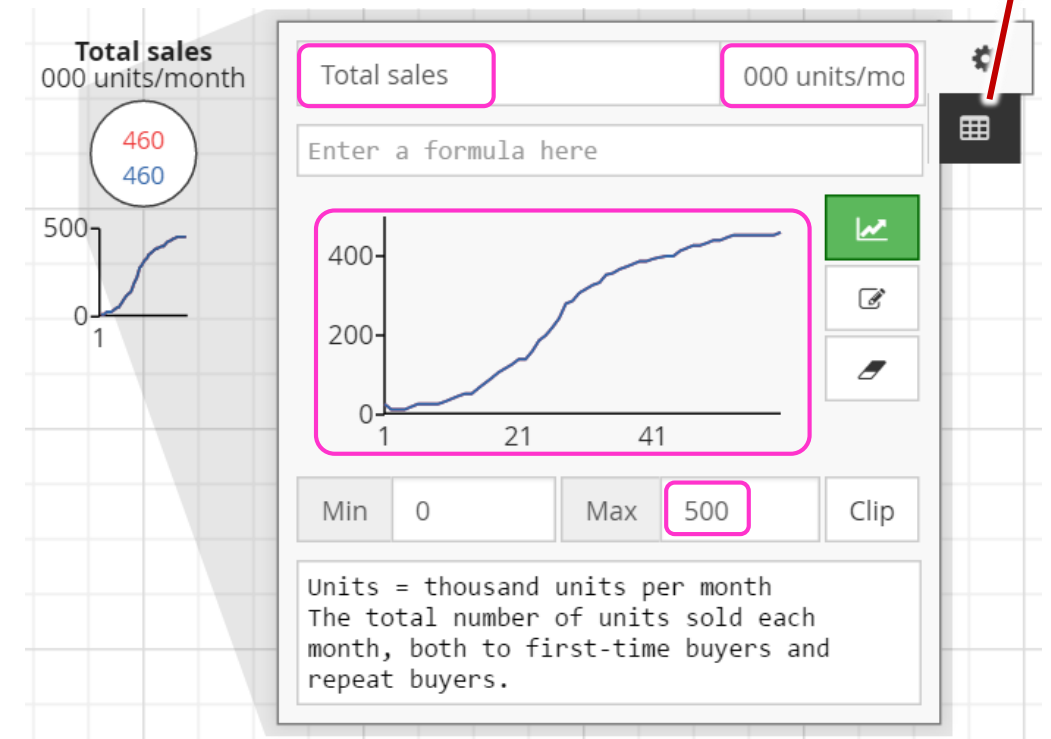 Total sales
000 units/month
460
460
500
0
1
Total sales
000 units/mo
Enter a formula here
400
200
0
1 21 41
Min 0 Max 500 Clip
Units = thousand units per month
The total number of units sold each
month, both to first-time buyers and
repeat buyers.